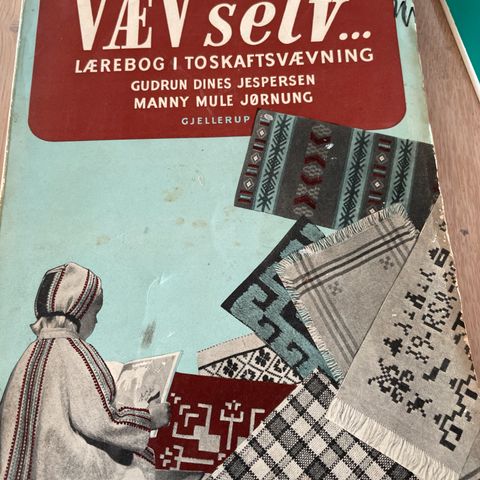 VÆV selv...
LÆREBOG I TOSKAFTSVÆVNING
GUDRUN DINES JESPERSEN
MANNY MULE JØRNUNG
GJELLERUP